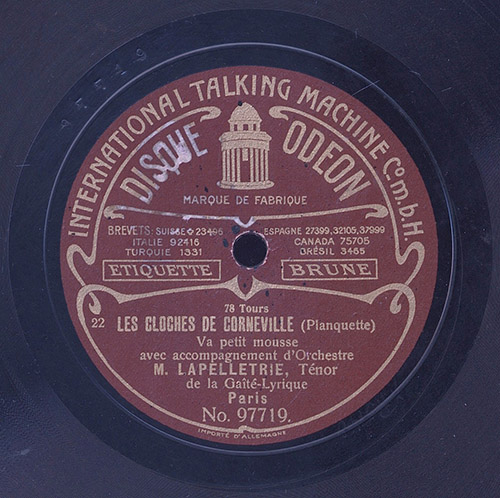 97719
INTERNATIONAL TALKING MACHINE Co.m.b.H.
DISQUE ODEON
MARQUE DE FABRIQUE
BREVETS: SUISSE 23496 ESPAGNE 27399, 32105, 37999
ITALIE 92416 CANADA 75705
TURQUIE 1331 BRÉSIL 3465
ETIQUETTE BRUNE
78 Tours
22 LES CLOCHES DE CORNEVILLE (Planquette)
Va petit mousse
avec accompagnement d'Orchestre
M. LAPELLETRIE, Ténor
de la Gaîté-Lyrique
Paris
No. 97719.
IMPORTÉ D'ALLEMAGNE